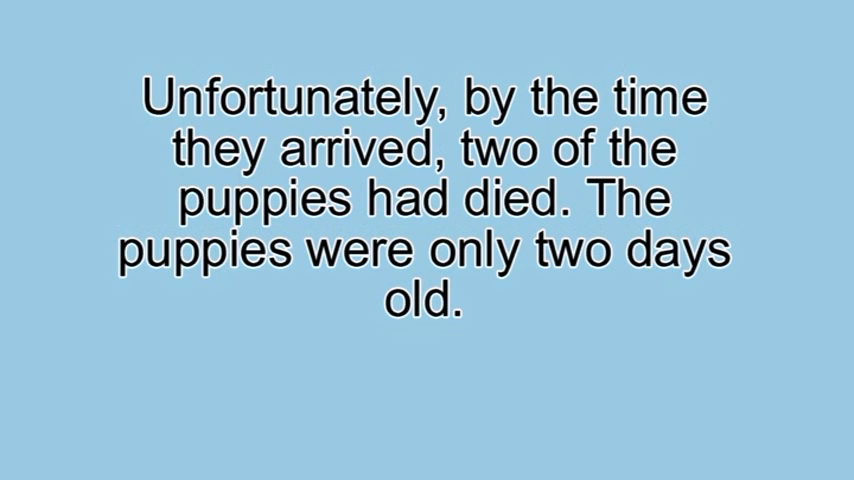 Unfortunately, by the time
they arrived, two of the
puppies had died. The
puppies were only two days
old.